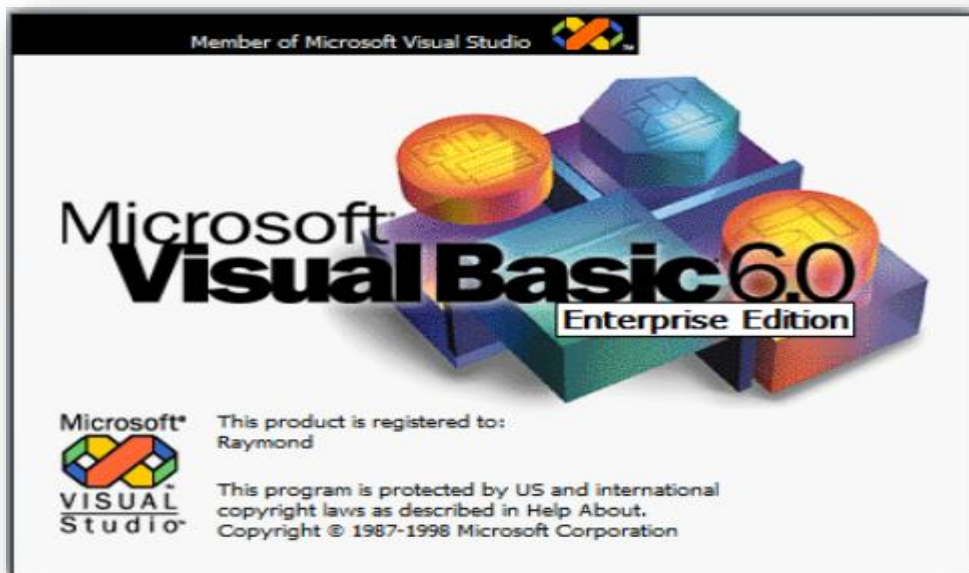 Member of Microsoft Visual Studio
Microsoft
Visual Basic 6.0
Enterprise Edition
Microsoft®
VISUAL
Studio™
This product is registered to:
Raymond
This program is protected by US and international
copyright laws as described in Help About.
Copyright © 1987-1998 Microsoft Corporation